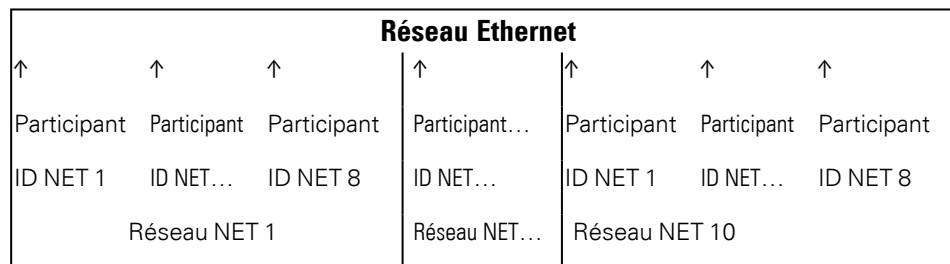 Réseau Ethernet
↑ ↑ ↑ ↑ ↑ ↑ ↑
Participant Participant Participant Participant… Participant Participant Participant
ID NET 1 ID NET… ID NET 8 ID NET… ID NET 1 ID NET… ID NET 8
Réseau NET 1 Réseau NET… Réseau NET 10